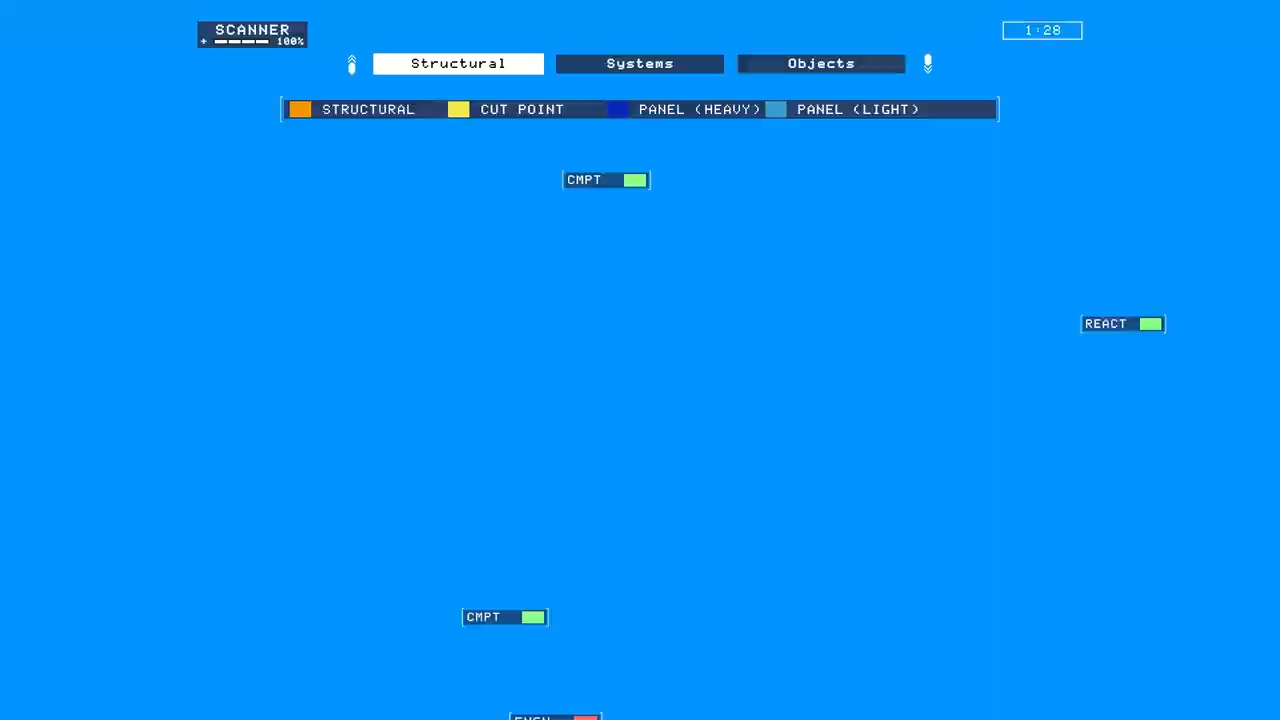 SCANNER
+ 100%
1:28
Structural Systems Objects
STRUCTURAL CUT POINT PANEL (HEAVY) PANEL (LIGHT)
CMPT
REACT
CMPT